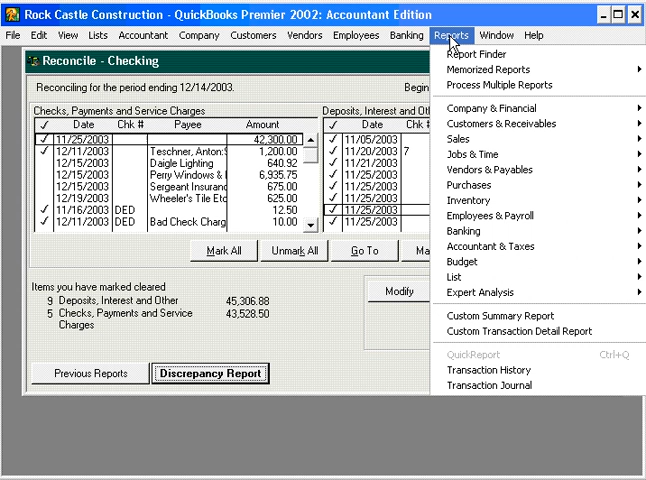 Rock Castle Construction - QuickBooks Premier 2002: Accountant Edition
File Edit View Lists Accountant Company Customers Vendors Employees Banking Reports Window Help
Reconcile - Checking
Reconciling for the period ending 12/14/2003. Begin
Checks, Payments and Service Charges
✓ Date Chk # Payee Amount
✓ 11/25/2003 42,300.00
✓ 12/11/2003 Teschner, Anton:S 1,200.00
12/15/2003 Daigle Lighting 640.92
12/15/2003 Perry Windows & 6,935.75
12/15/2003 Sergeant Insuranc 675.00
12/19/2003 Wheeler's Tile Etc 625.00
✓ 11/16/2003 DED 12.50
✓ 12/11/2003 DED Bad Check Charg 10.00
Deposits, Interest and Oth
✓ Date Chk #
✓ 11/05/2003
✓ 11/20/2003 7
✓ 11/21/2003
✓ 11/25/2003
✓ 11/25/2003
✓ 11/25/2003
✓ 11/25/2003
✓ 11/25/2003
Mark All Unmark All Go To Ma
Items you have marked cleared
9 Deposits, Interest and Other 45,306.88
5 Checks, Payments and Service Charges 43,528.50
Modify
Previous Reports Discrepancy Report
Report Finder
Memorized Reports
Process Multiple Reports
Company & Financial
Customers & Receivables
Sales
Jobs & Time
Vendors & Payables
Purchases
Inventory
Employees & Payroll
Banking
Accountant & Taxes
Budget
List
Expert Analysis
Custom Summary Report
Custom Transaction Detail Report
QuickReport Ctrl+Q
Transaction History
Transaction Journal